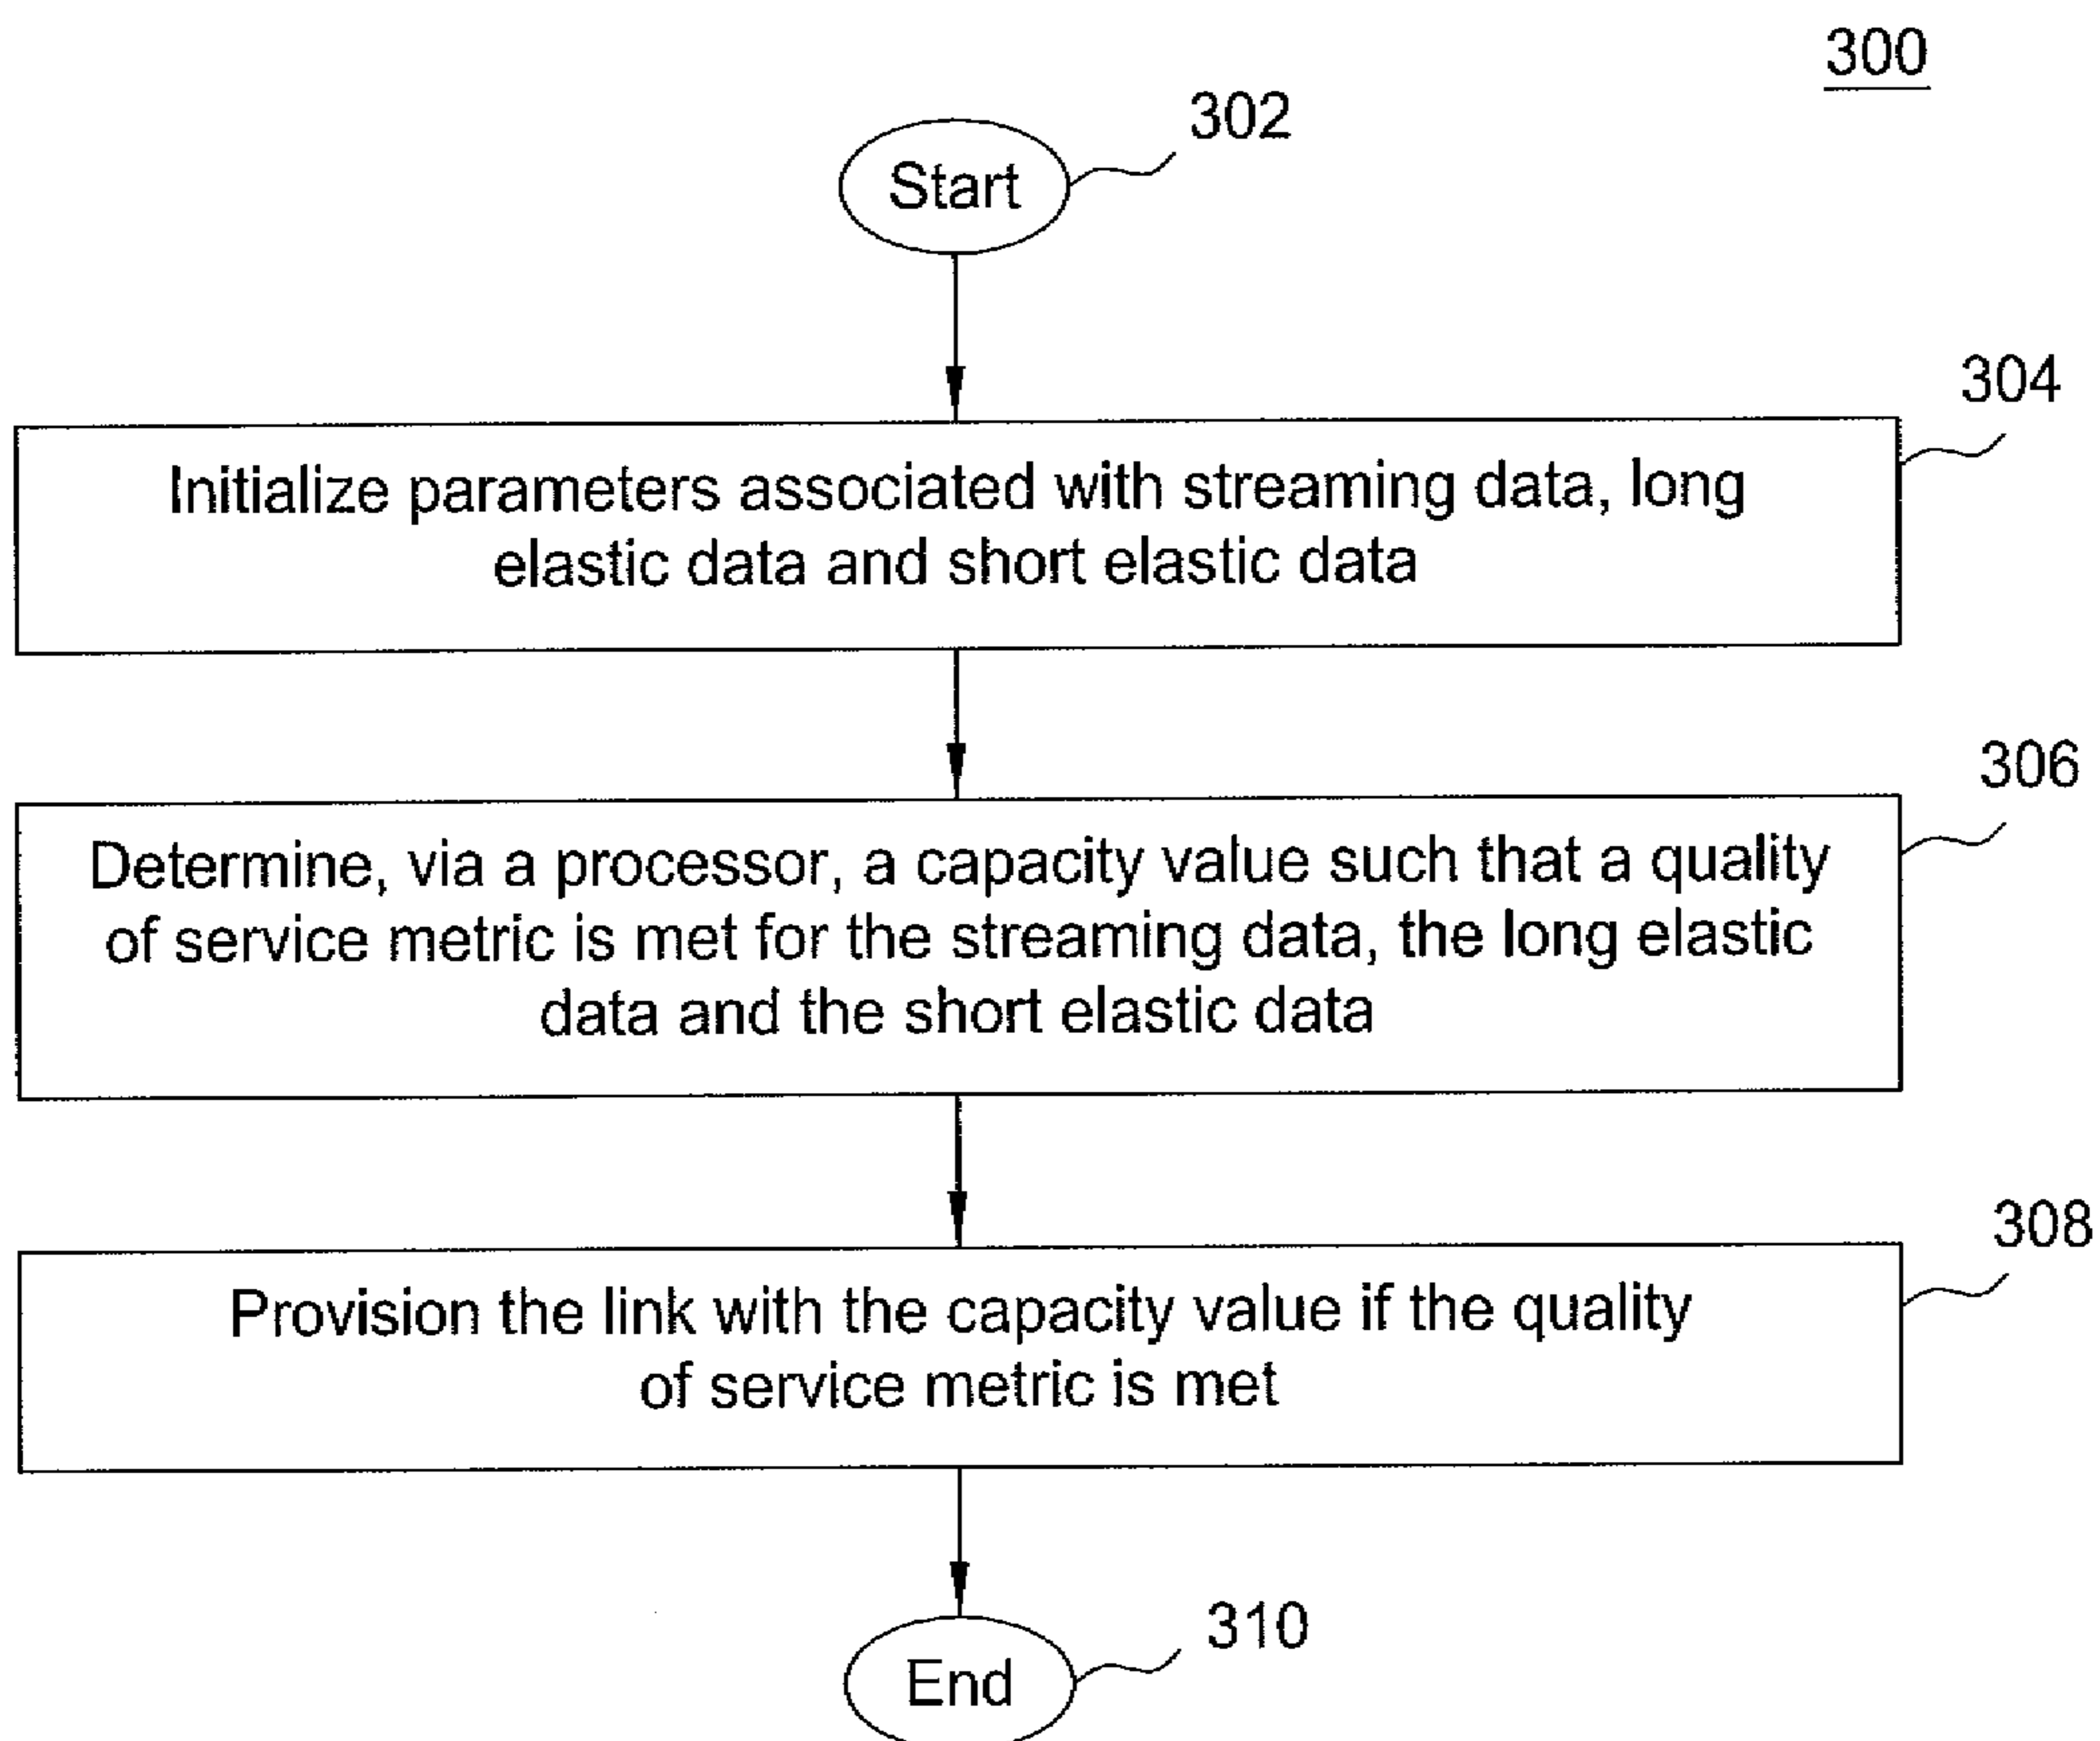 300
302
Start
304
Initialize parameters associated with streaming data, long
elastic data and short elastic data
306
Determine, via a processor, a capacity value such that a quality
of service metric is met for the streaming data, the long elastic
data and the short elastic data
308
Provision the link with the capacity value if the quality
of service metric is met
310
End